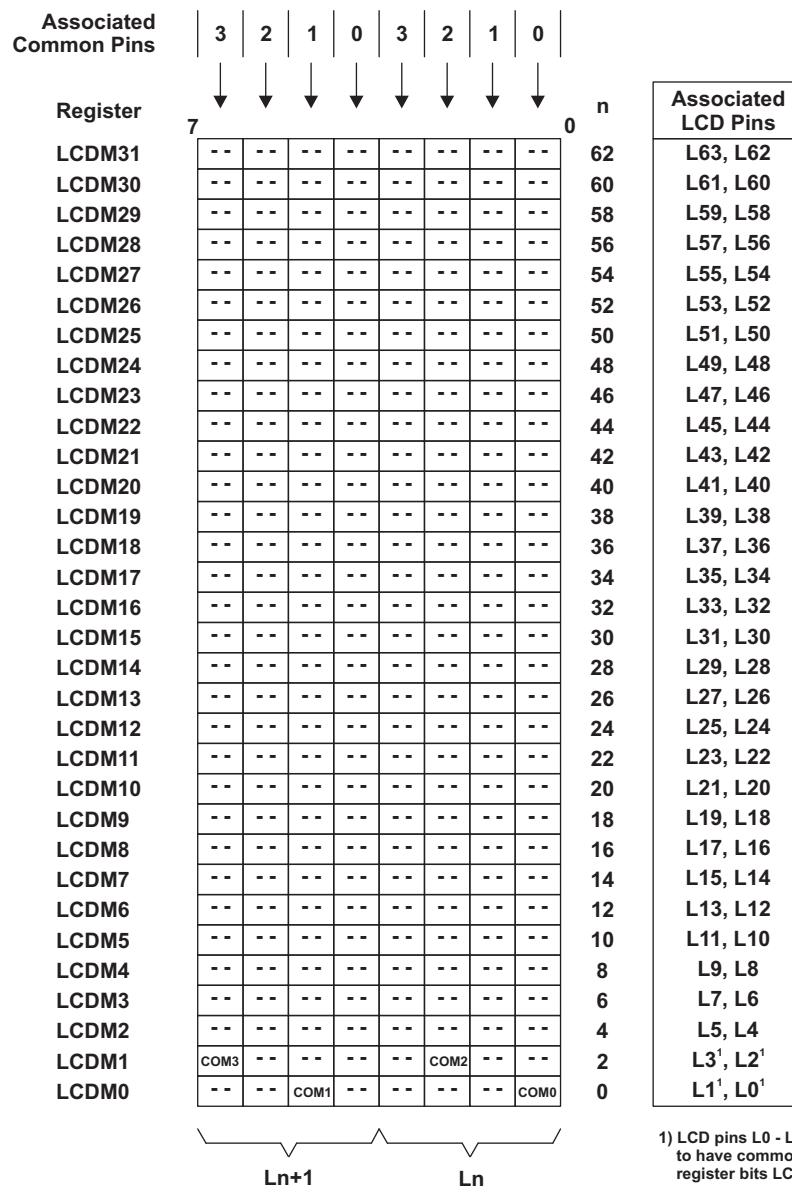 Associated
Common Pins 3 2 1 0 3 2 1 0
Register 7 0 n Associated
LCD Pins
LCDM31 -- -- -- -- -- -- -- -- 62 L63, L62
LCDM30 -- -- -- -- -- -- -- -- 60 L61, L60
LCDM29 -- -- -- -- -- -- -- -- 58 L59, L58
LCDM28 -- -- -- -- -- -- -- -- 56 L57, L56
LCDM27 -- -- -- -- -- -- -- -- 54 L55, L54
LCDM26 -- -- -- -- -- -- -- -- 52 L53, L52
LCDM25 -- -- -- -- -- -- -- -- 50 L51, L50
LCDM24 -- -- -- -- -- -- -- -- 48 L49, L48
LCDM23 -- -- -- -- -- -- -- -- 46 L47, L46
LCDM22 -- -- -- -- -- -- -- -- 44 L45, L44
LCDM21 -- -- -- -- -- -- -- -- 42 L43, L42
LCDM20 -- -- -- -- -- -- -- -- 40 L41, L40
LCDM19 -- -- -- -- -- -- -- -- 38 L39, L38
LCDM18 -- -- -- -- -- -- -- -- 36 L37, L36
LCDM17 -- -- -- -- -- -- -- -- 34 L35, L34
LCDM16 -- -- -- -- -- -- -- -- 32 L33, L32
LCDM15 -- -- -- -- -- -- -- -- 30 L31, L30
LCDM14 -- -- -- -- -- -- -- -- 28 L29, L28
LCDM13 -- -- -- -- -- -- -- -- 26 L27, L26
LCDM12 -- -- -- -- -- -- -- -- 24 L25, L24
LCDM11 -- -- -- -- -- -- -- -- 22 L23, L22
LCDM10 -- -- -- -- -- -- -- -- 20 L21, L20
LCDM9 -- -- -- -- -- -- -- -- 18 L19, L18
LCDM8 -- -- -- -- -- -- -- -- 16 L17, L16
LCDM7 -- -- -- -- -- -- -- -- 14 L15, L14
LCDM6 -- -- -- -- -- -- -- -- 12 L13, L12
LCDM5 -- -- -- -- -- -- -- -- 10 L11, L10
LCDM4 -- -- -- -- -- -- -- -- 8 L9, L8
LCDM3 -- -- -- -- -- -- -- -- 6 L7, L6
LCDM2 -- -- -- -- -- -- -- -- 4 L5, L4
LCDM1 COM3 -- -- -- -- COM2 -- -- 2 L3¹, L2¹
LCDM0 -- -- COM1 -- -- -- -- COM0 0 L1¹, L0¹
Ln+1 Ln
1) LCD pins L0 - L
to have commo
register bits LC